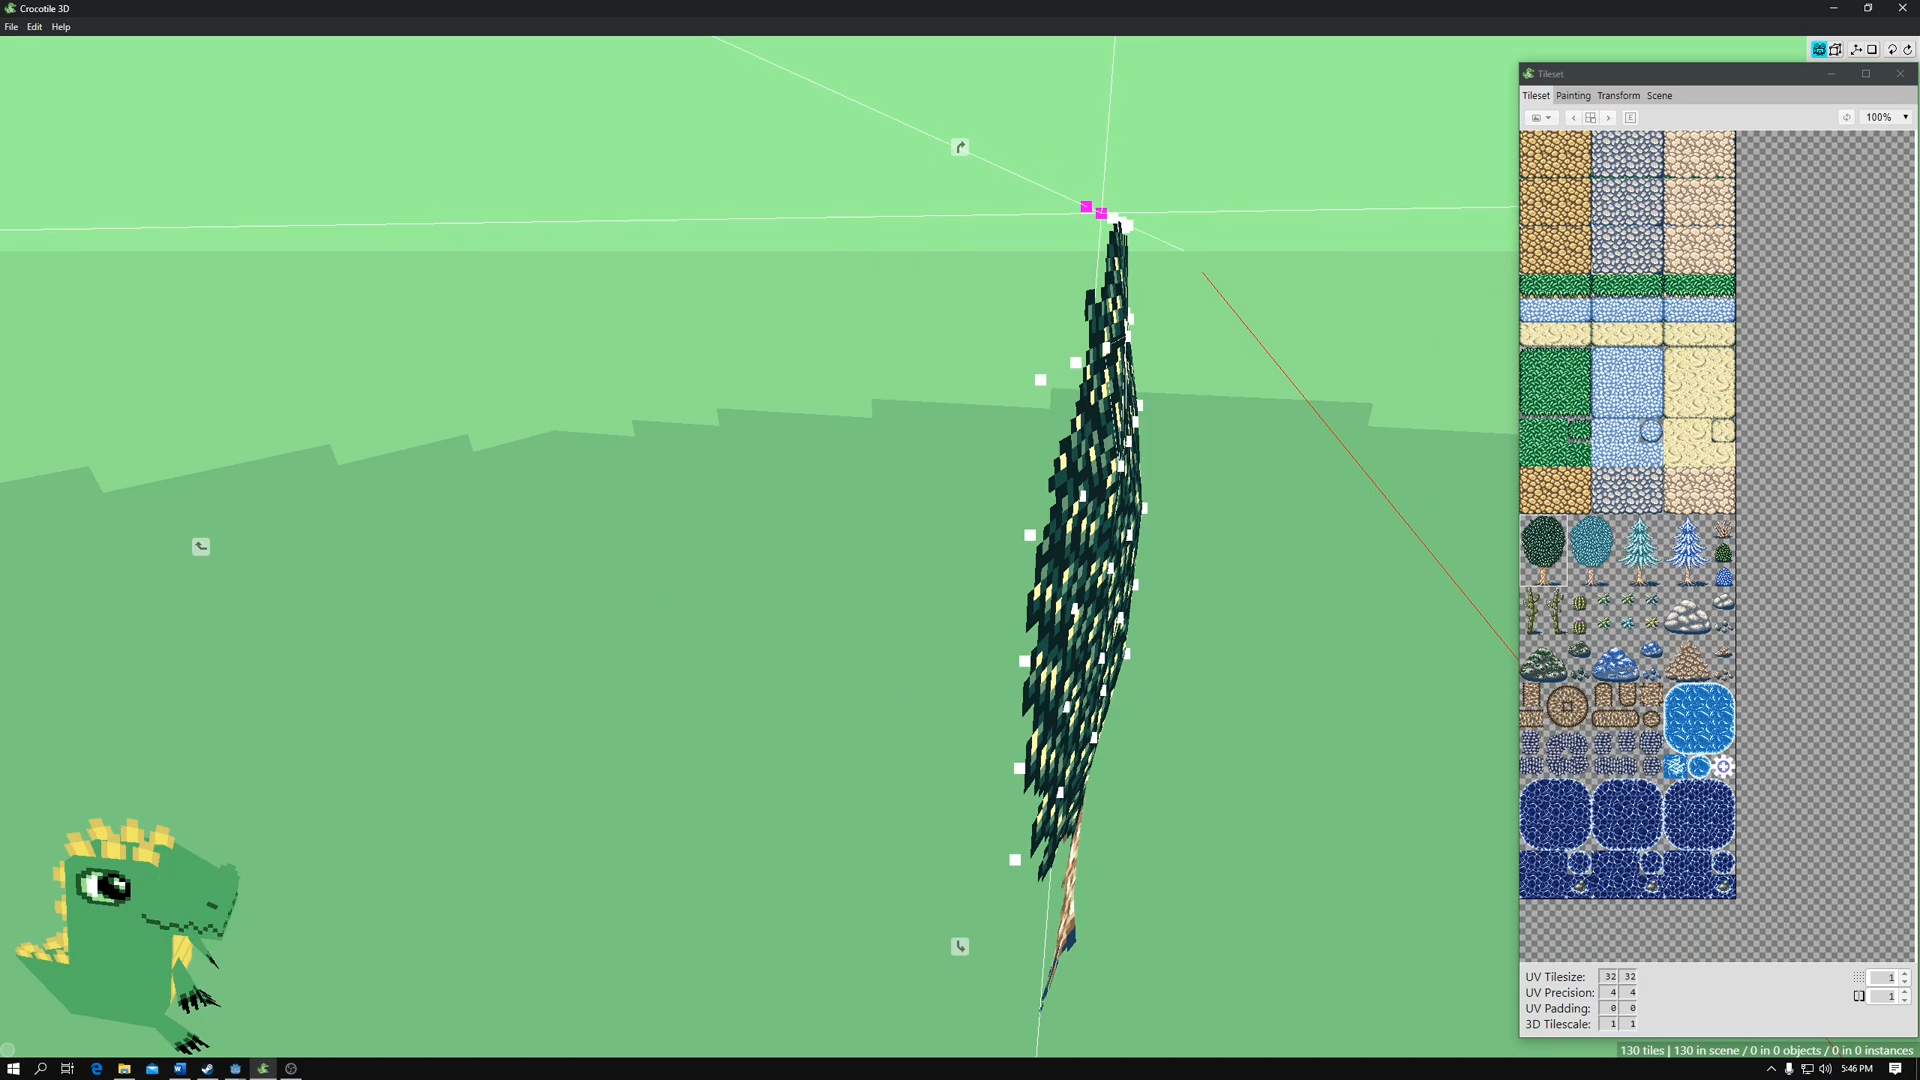 Crocotile 3D
File Edit Help
Tileset
Tileset Painting Transform Scene
E 100%
UV Tilesize: 32 32 1
UV Precision: 4 4 1
UV Padding: 0 0
3D Tilescale: 1 1
130 tiles | 130 in scene / 0 in 0 objects / 0 in 0 instances
5:46 PM